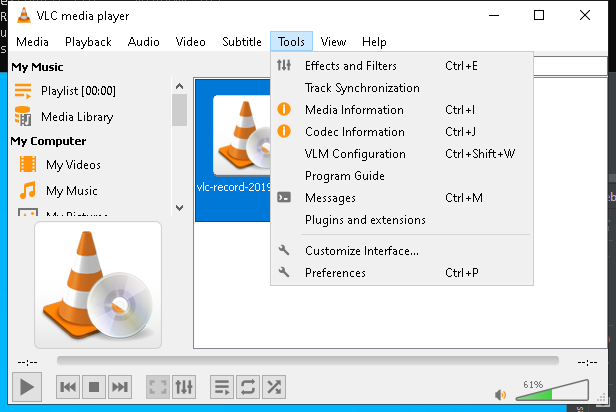 VLC media player
Media Playback Audio Video Subtitle Tools View Help
My Music
Playlist [00:00]
Media Library
My Computer
My Videos
My Music
My Pictures
vlc-record-2019
Effects and Filters Ctrl+E
Track Synchronization
Media Information Ctrl+I
Codec Information Ctrl+J
VLM Configuration Ctrl+Shift+W
Program Guide
Messages Ctrl+M
Plugins and extensions
Customize Interface...
Preferences Ctrl+P
--:-- --:--
61%